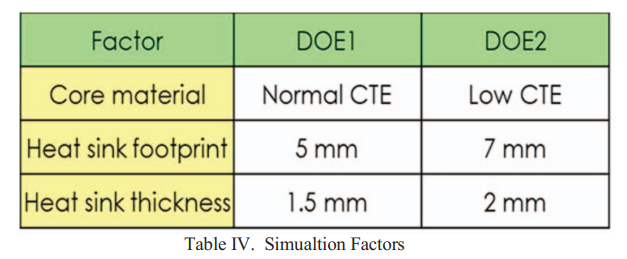 Factor DOE1 DOE2
Core material Normal CTE Low CTE
Heat sink footprint 5 mm 7 mm
Heat sink thickness 1.5 mm 2 mm
Table IV. Simualtion Factors